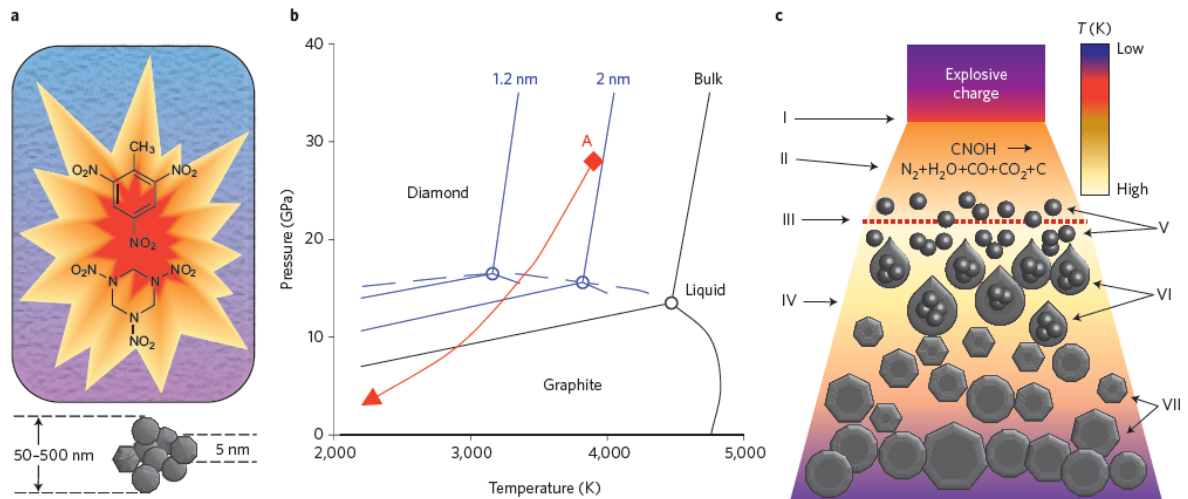 a
CH₃
O₂N
NO₂
NO₂
O₂N
N
N
NO₂
N
NO₂
50–500 nm
5 nm
b
40
30
20
10
0
Pressure (GPa)
1.2 nm
2 nm
Bulk
A
Diamond
Liquid
Graphite
2,000
3,000
4,000
5,000
Temperature (K)
c
T (K)
Low
High
Explosive
charge
I
II
CNOH →
N₂+H₂O+CO+CO₂+C
III
V
IV
VI
VII